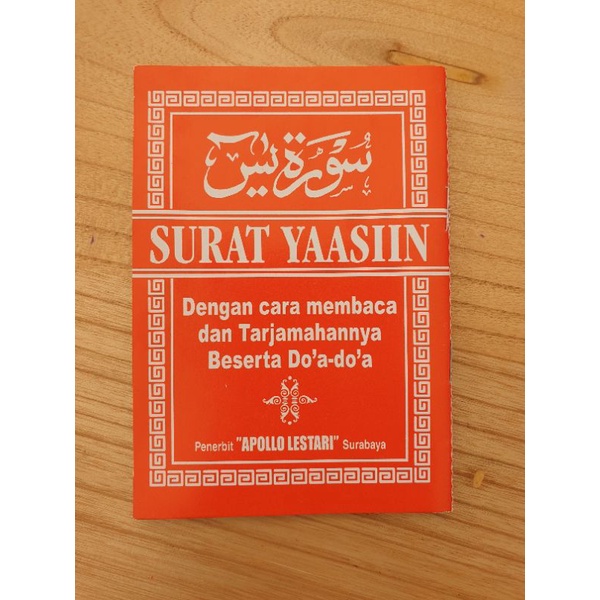 سُوْرَةُ يٰسٓ
SURAT YAASIIN
Dengan cara membaca
dan Tarjamahannya
Beserta Do'a-do'a
Penerbit "APOLLO LESTARI" Surabaya